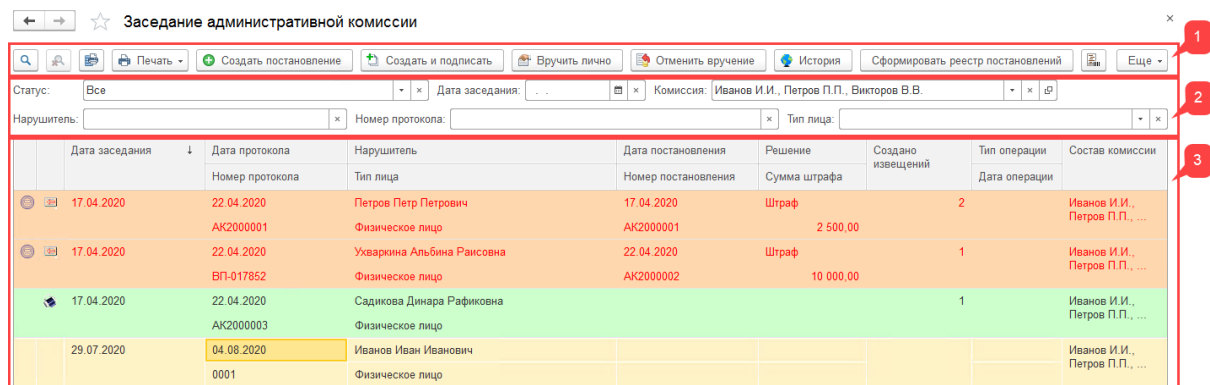 Заседание административной комиссии
1
Печать Создать постановление Создать и подписать Вручить лично Отменить вручение История Сформировать реестр постановлений Еще
Статус: Все Дата заседания: . . Комиссия: Иванов И.И., Петров П.П., Викторов В.В.
2
Нарушитель: Номер протокола: Тип лица:
3
Дата заседания Дата протокола Нарушитель Дата постановления Решение Создано извещений Тип операции Состав комиссии
Номер протокола Тип лица Номер постановления Сумма штрафа Дата операции
17.04.2020 22.04.2020 Петров Петр Петрович 17.04.2020 Штраф 2 Иванов И.И.,
АК2000001 Физическое лицо АК2000001 2 500,00 Петров П.П., ...
17.04.2020 22.04.2020 Ухваркина Альбина Раисовна 22.04.2020 Штраф 1 Иванов И.И.,
ВП-017852 Физическое лицо АК2000002 10 000,00 Петров П.П., ...
17.04.2020 22.04.2020 Садикова Динара Рафиковна 1 Иванов И.И.,
АК2000003 Физическое лицо Петров П.П., ...
29.07.2020 04.08.2020 Иванов Иван Иванович Иванов И.И.,
0001 Физическое лицо Петров П.П., ...